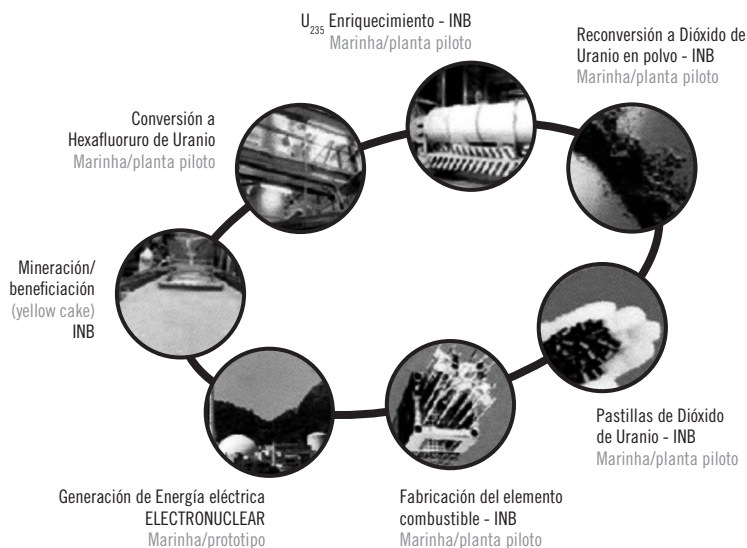 U235 Enriquecimiento - INB
Marinha/planta piloto
Reconversión a Dióxido de
Uranio en polvo - INB
Marinha/planta piloto
Conversión a
Hexafluoruro de Uranio
Marinha/planta piloto
Mineración/
beneficiación
(yellow cake)
INB
Pastillas de Dióxido
de Uranio - INB
Marinha/planta piloto
Generación de Energía eléctrica
ELECTRONUCLEAR
Marinha/prototipo
Fabricación del elemento
combustible - INB
Marinha/planta piloto